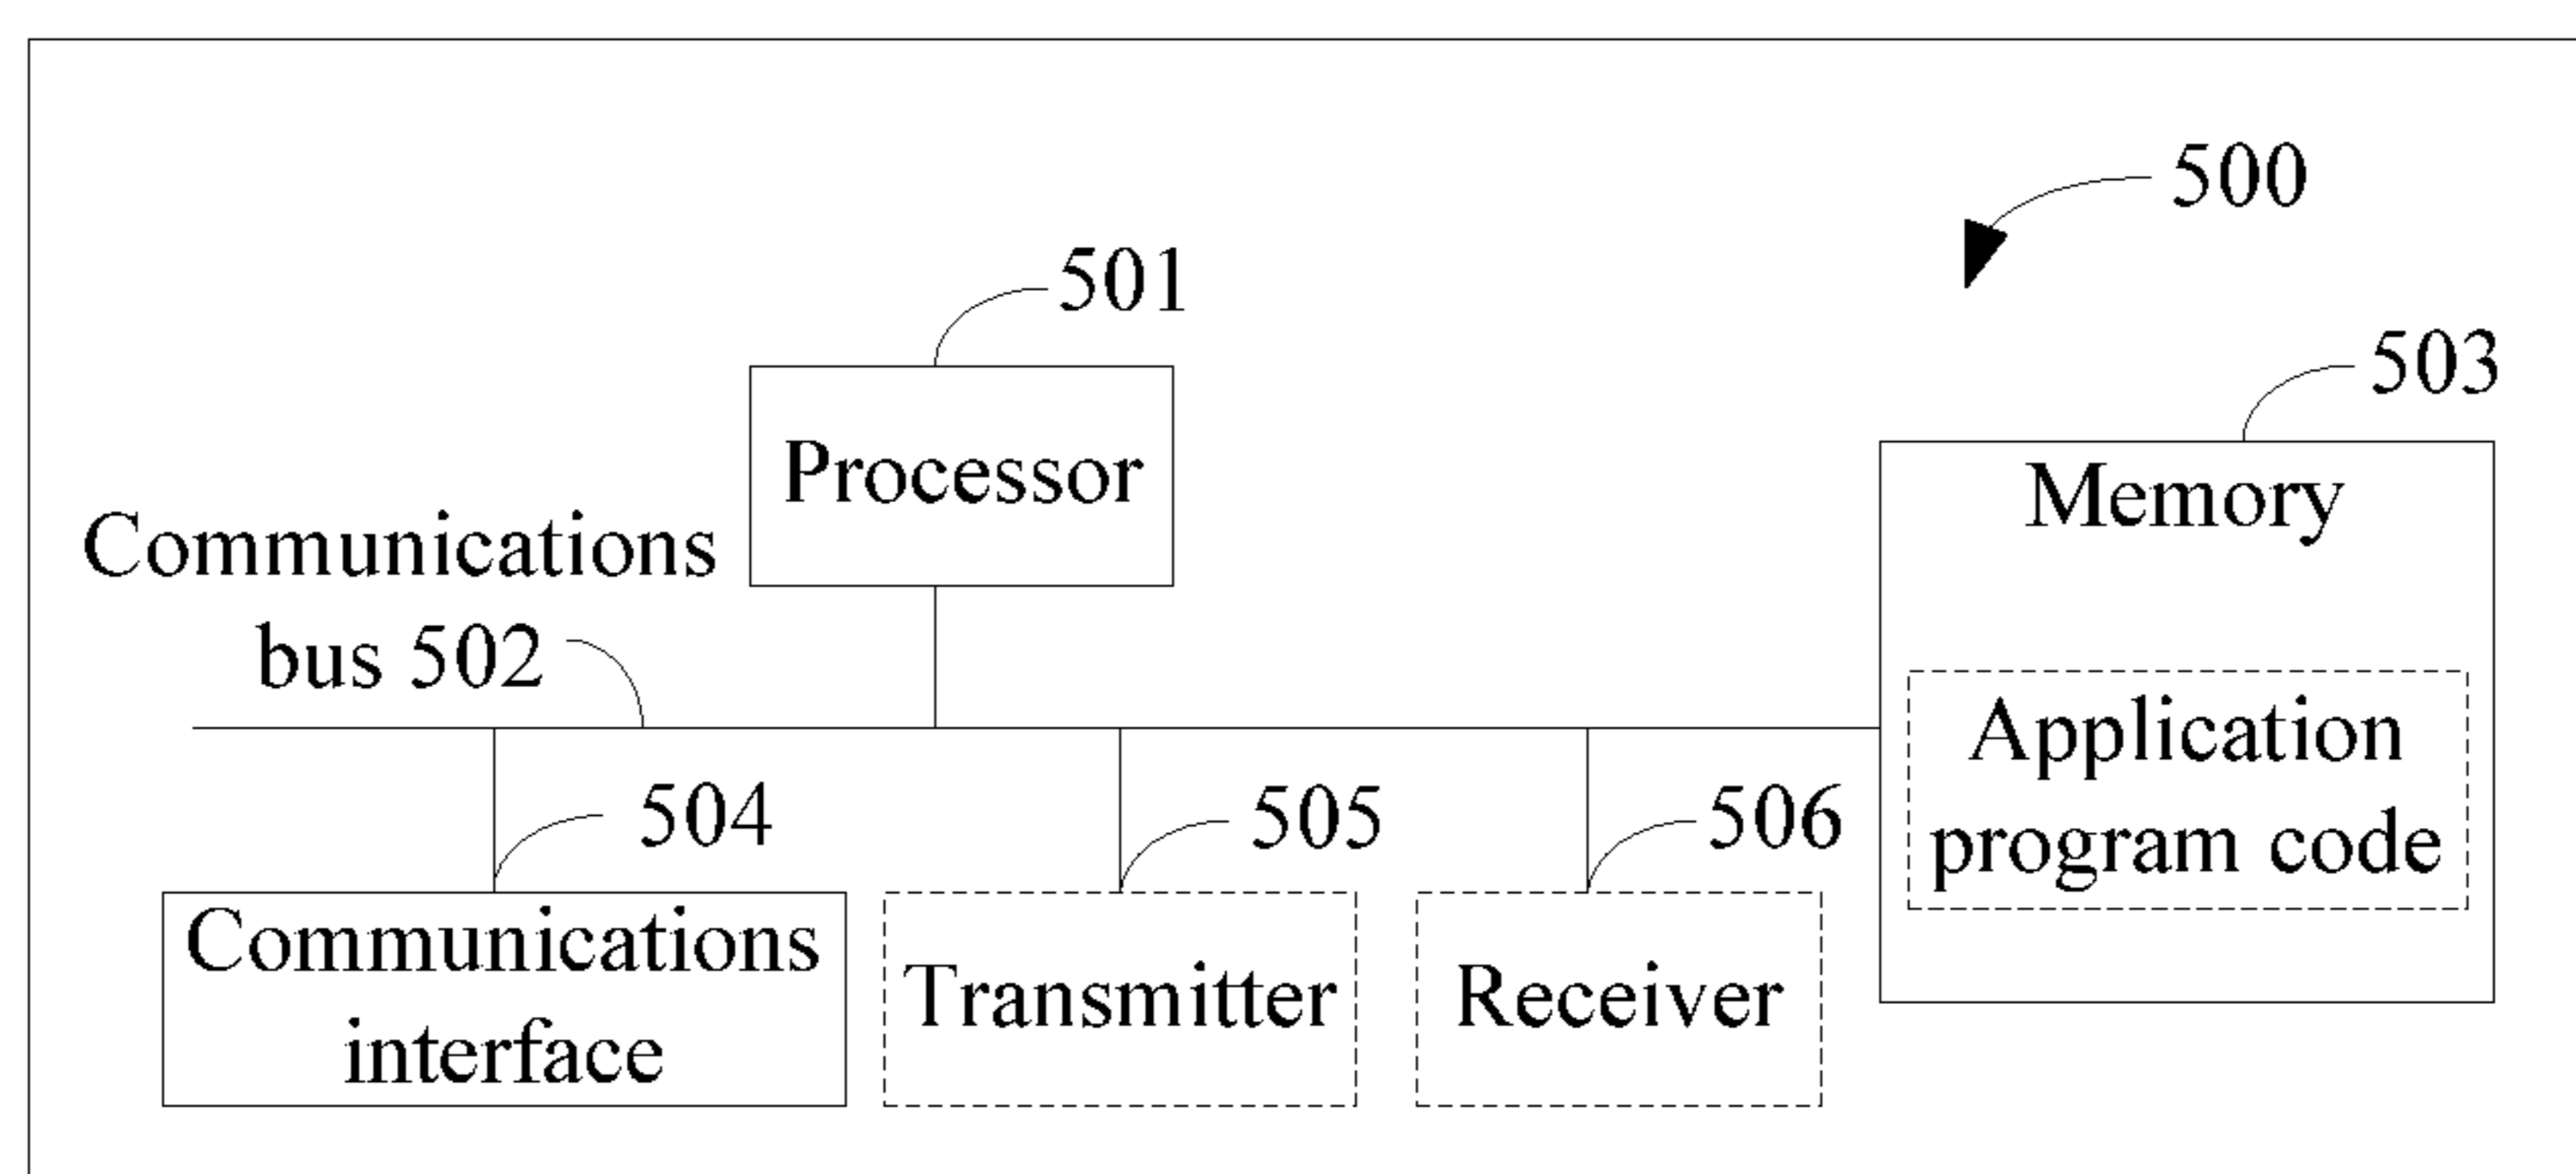 500
501
503
Processor
Memory
Communications
bus 502
Application
program code
504
505
506
Communications
interface
Transmitter
Receiver